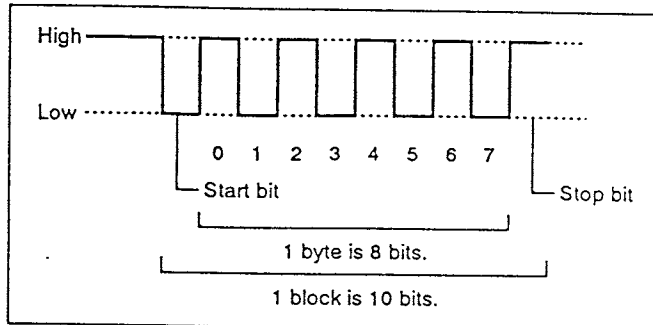 High
Low
0 1 2 3 4 5 6 7
Start bit
Stop bit
1 byte is 8 bits.
1 block is 10 bits.